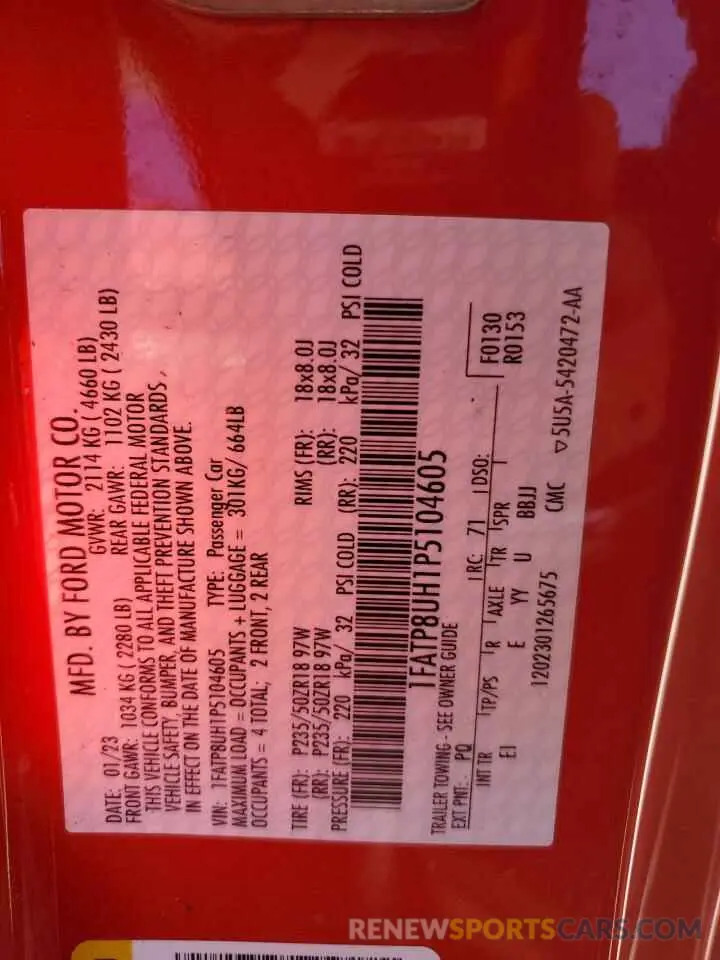 MFD. BY FORD MOTOR CO.
DATE: 01/23 GVWR: 2114 KG ( 4660 LB)
FRONT GAWR: 1034 KG ( 2280 LB) REAR GAWR: 1102 KG ( 2430 LB)
THIS VEHICLE CONFORMS TO ALL APPLICABLE FEDERAL MOTOR
VEHICLE SAFETY, BUMPER, AND THEFT PREVENTION STANDARDS,
IN EFFECT ON THE DATE OF MANUFACTURE SHOWN ABOVE.
VIN: 1FATP8UH1P5104605 TYPE: Passenger Car
MAXIMUM LOAD = OCCUPANTS + LUGGAGE = 301KG/ 664LB
OCCUPANTS = 4 TOTAL; 2 FRONT, 2 REAR
TIRE (FR): P235/50ZR18 97W RIMS (FR): 18x8.0J
(RR): P235/50ZR18 97W (RR): 18x8.0J
PRESSURE (FR): 220 kPa/ 32 PSI COLD (RR): 220 kPa/ 32 PSI COLD
1FATP8UH1P5104605
TRAILER TOWING - SEE OWNER GUIDE
EXT PNT: PQ RC: 71 DSO: F0130
R0153
INT TR TP/PS R AXLE TR SPR
EI E YY U BBJJ
1202301265675 CMC ▽5U5A-5420472-AA
RENEWSPORTSCARS.COM